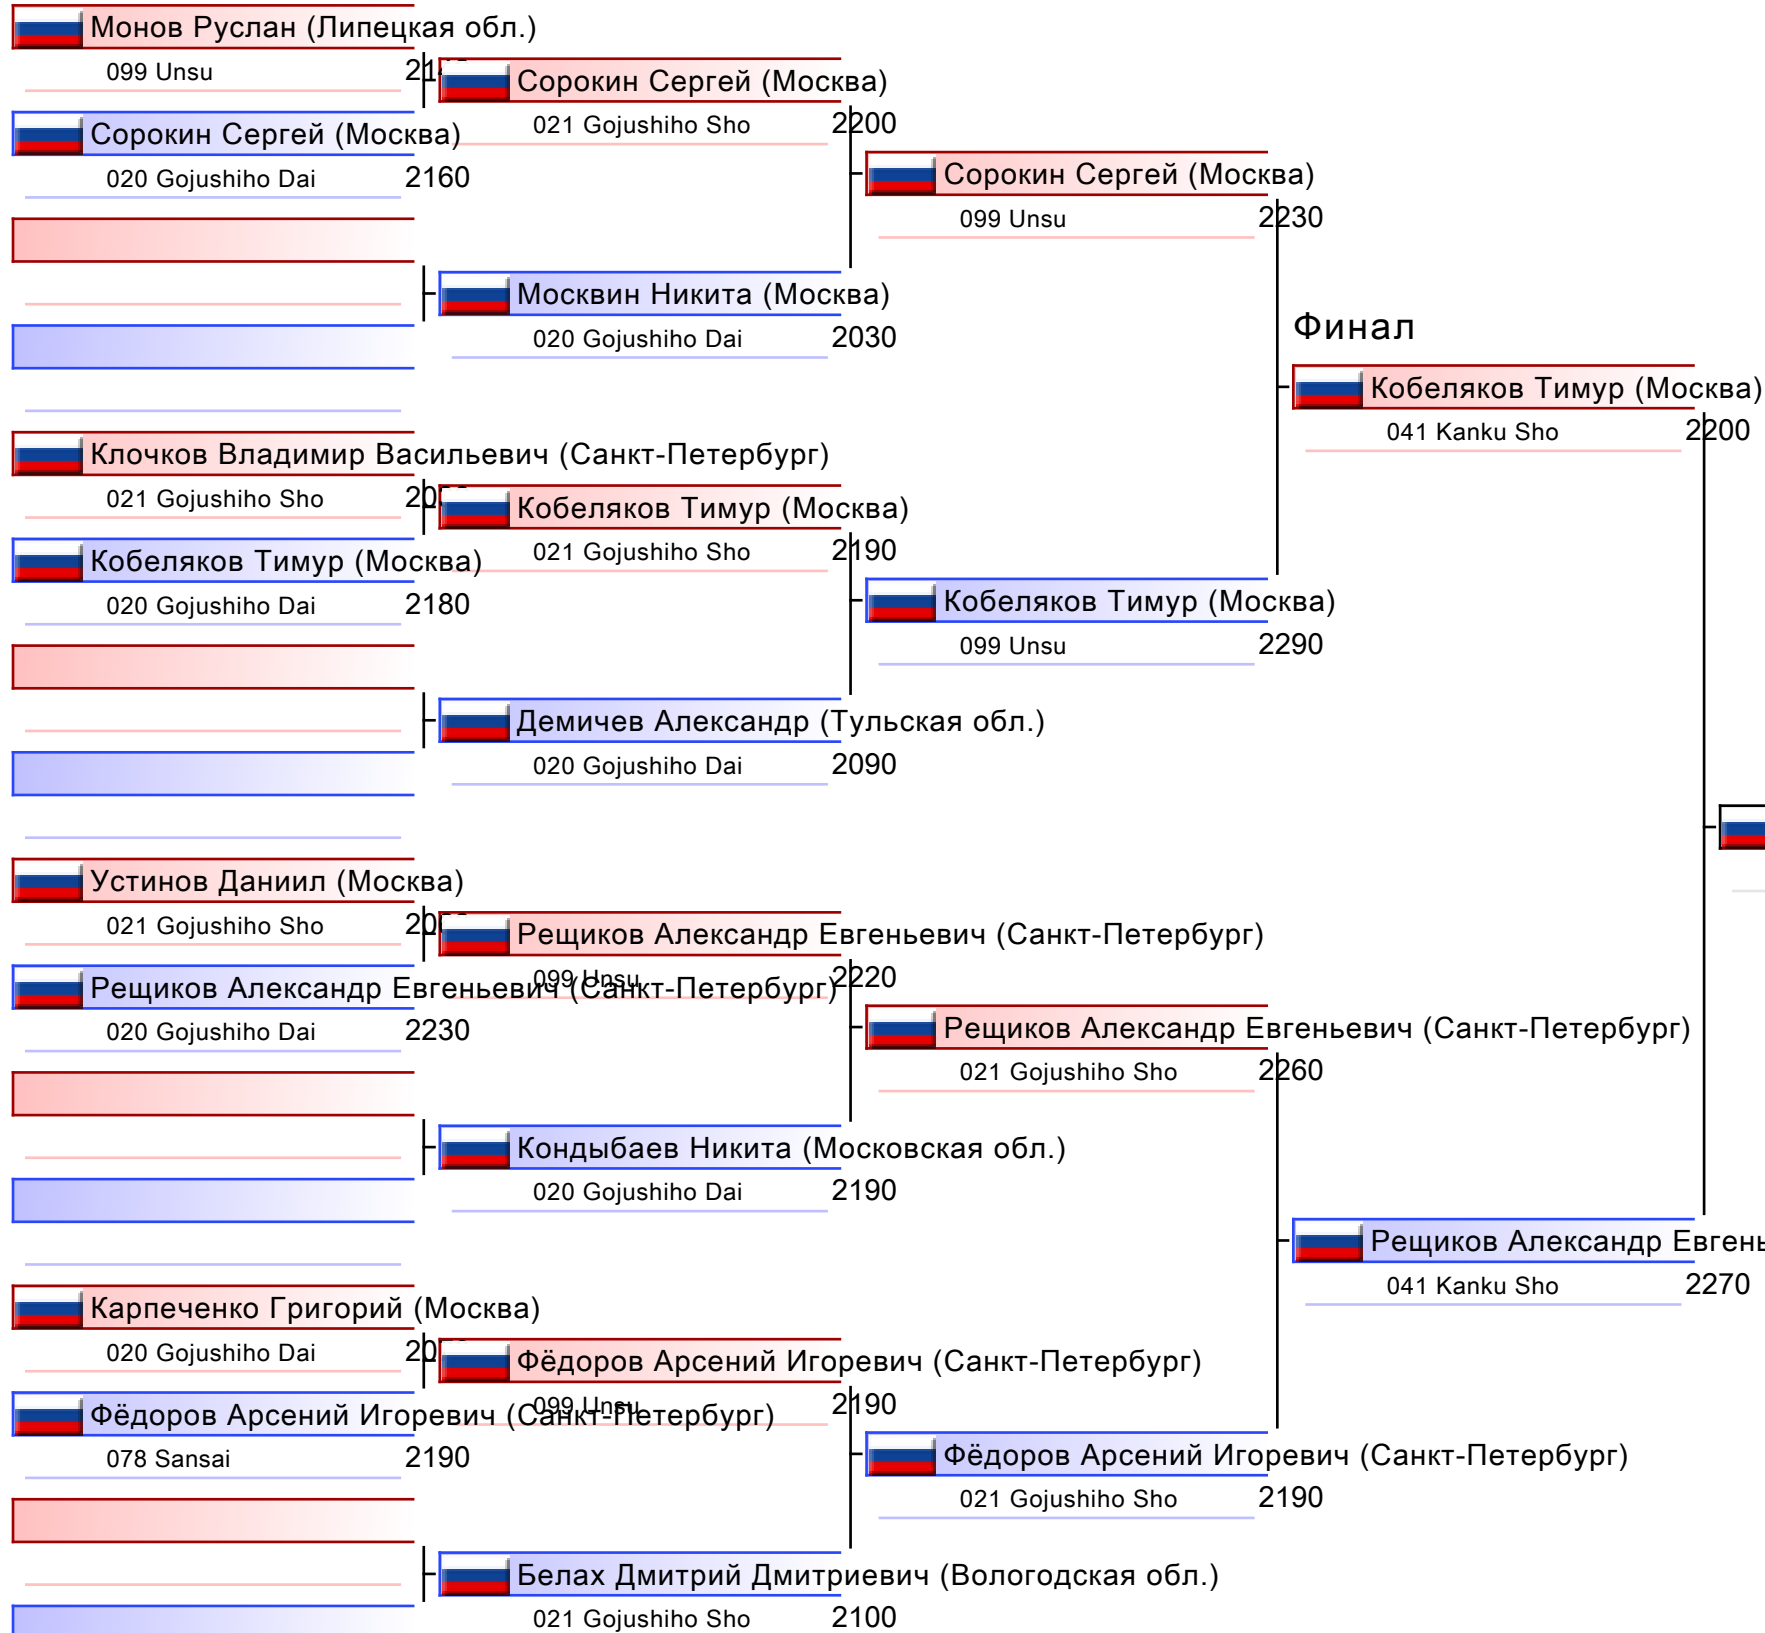 Монов Руслан (Липецкая обл.)
099 Unsu
Сорокин Сергей (Москва)
020 Gojushiho Dai 2160
Клочков Владимир Васильевич (Санкт-Петербург)
021 Gojushiho Sho
Кобеляков Тимур (Москва)
020 Gojushiho Dai 2180
Устинов Даниил (Москва)
021 Gojushiho Sho
Рещиков Александр Евгеньевич (Санкт-Петербург)
020 Gojushiho Dai 2230
Карпеченко Григорий (Москва)
020 Gojushiho Dai
Фёдоров Арсений Игоревич (Санкт-Петербург)
078 Sansai 2190
Сорокин Сергей (Москва)
021 Gojushiho Sho 2200
Москвин Никита (Москва)
020 Gojushiho Dai 2030
Кобеляков Тимур (Москва)
021 Gojushiho Sho 2190
Демичев Александр (Тульская обл.)
020 Gojushiho Dai 2090
Рещиков Александр Евгеньевич (Санкт-Петербург)
099 Unsu 2220
Кондыбаев Никита (Московская обл.)
020 Gojushiho Dai 2190
Фёдоров Арсений Игоревич (Санкт-Петербург)
099 Unsu 2190
Белах Дмитрий Дмитриевич (Вологодская обл.)
021 Gojushiho Sho 2100
Сорокин Сергей (Москва)
099 Unsu 2230
Кобеляков Тимур (Москва)
099 Unsu 2290
Рещиков Александр Евгеньевич (Санкт-Петербург)
021 Gojushiho Sho 2260
Фёдоров Арсений Игоревич (Санкт-Петербург)
021 Gojushiho Sho 2190
Финал
Кобеляков Тимур (Москва)
041 Kanku Sho 2200
Рещиков Александр Евгень
041 Kanku Sho 2270